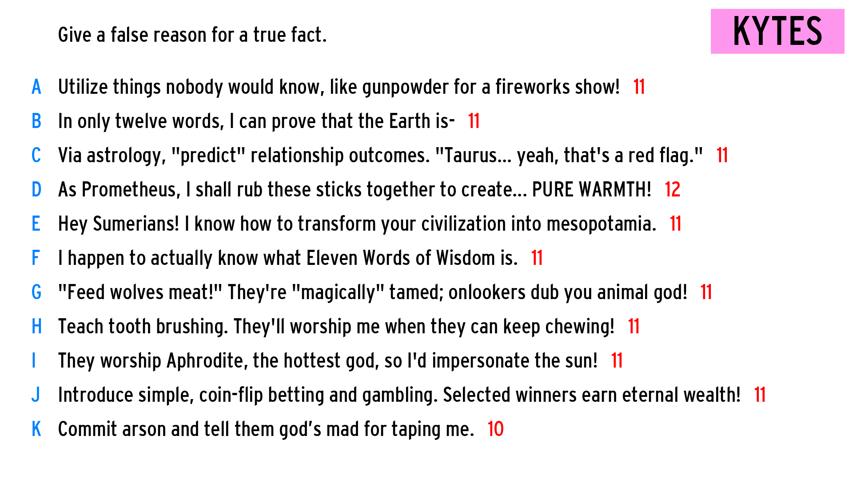 Give a false reason for a true fact.
KYTES
A Utilize things nobody would know, like gunpowder for a fireworks show! 11
B In only twelve words, I can prove that the Earth is- 11
C Via astrology, "predict" relationship outcomes. "Taurus... yeah, that's a red flag." 11
D As Prometheus, I shall rub these sticks together to create... PURE WARMTH! 12
E Hey Sumerians! I know how to transform your civilization into mesopotamia. 11
F I happen to actually know what Eleven Words of Wisdom is. 11
G "Feed wolves meat!" They're "magically" tamed; onlookers dub you animal god! 11
H Teach tooth brushing. They'll worship me when they can keep chewing! 11
I They worship Aphrodite, the hottest god, so I'd impersonate the sun! 11
J Introduce simple, coin-flip betting and gambling. Selected winners earn eternal wealth! 11
K Commit arson and tell them god's mad for taping me. 10